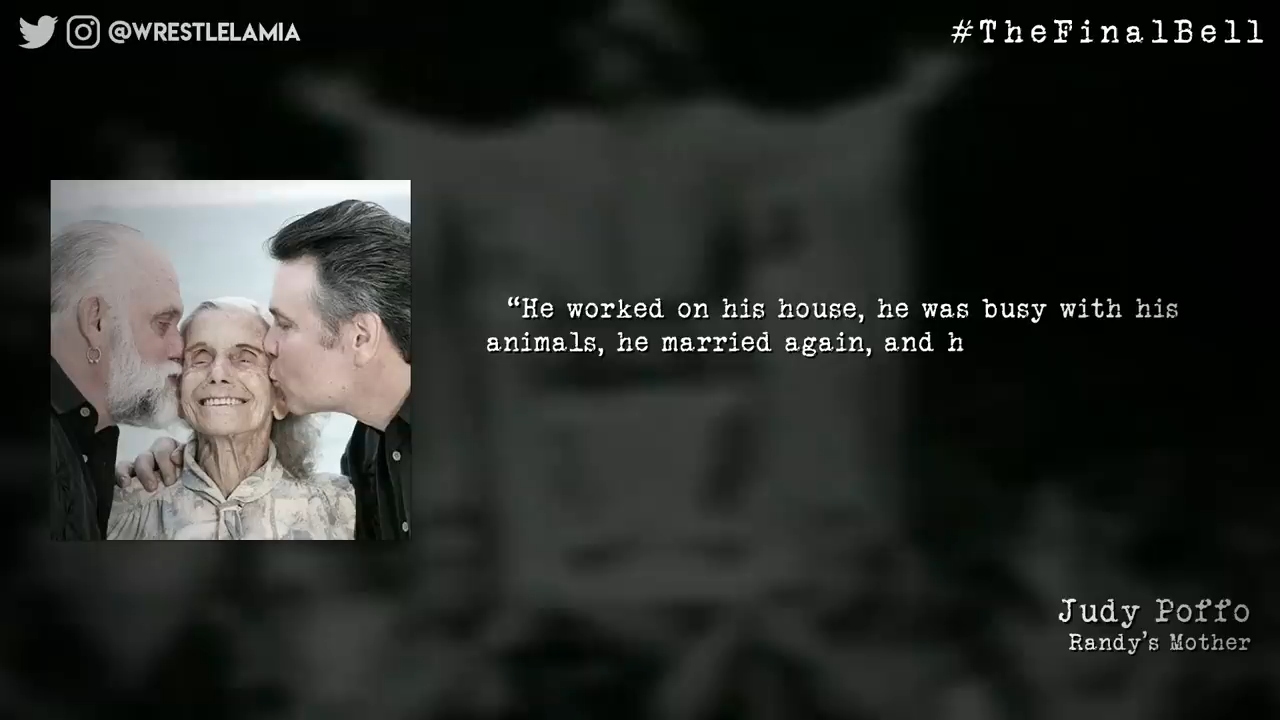 @WRESTLELAMIA
#TheFinalBell
“He worked on his house, he was busy with his
animals, he married again, and h
Judy Poffo
Randy’s Mother